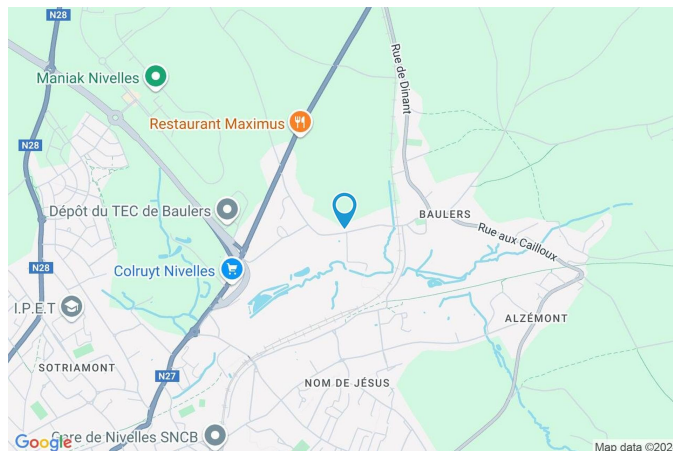 N28
Maniak Nivelles
Rue de Dinant
Restaurant Maximus
N28
Dépôt du TEC de Baulers
BAULERS
Rue aux Cailloux
Colruyt Nivelles
N28
I.P.E.T
ALZÉMONT
SOTRIAMONT
N27
NOM DE JÉSUS
Google
Gare de Nivelles SNCB
Map data